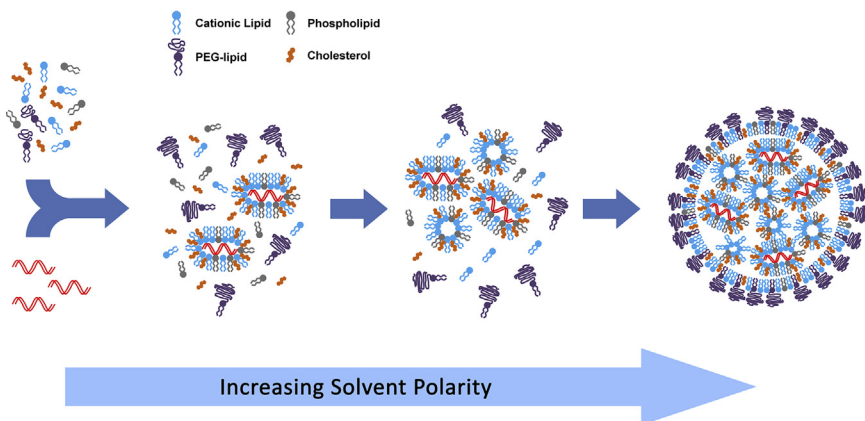 Cationic Lipid
Phospholipid
PEG-lipid
Cholesterol
Increasing Solvent Polarity